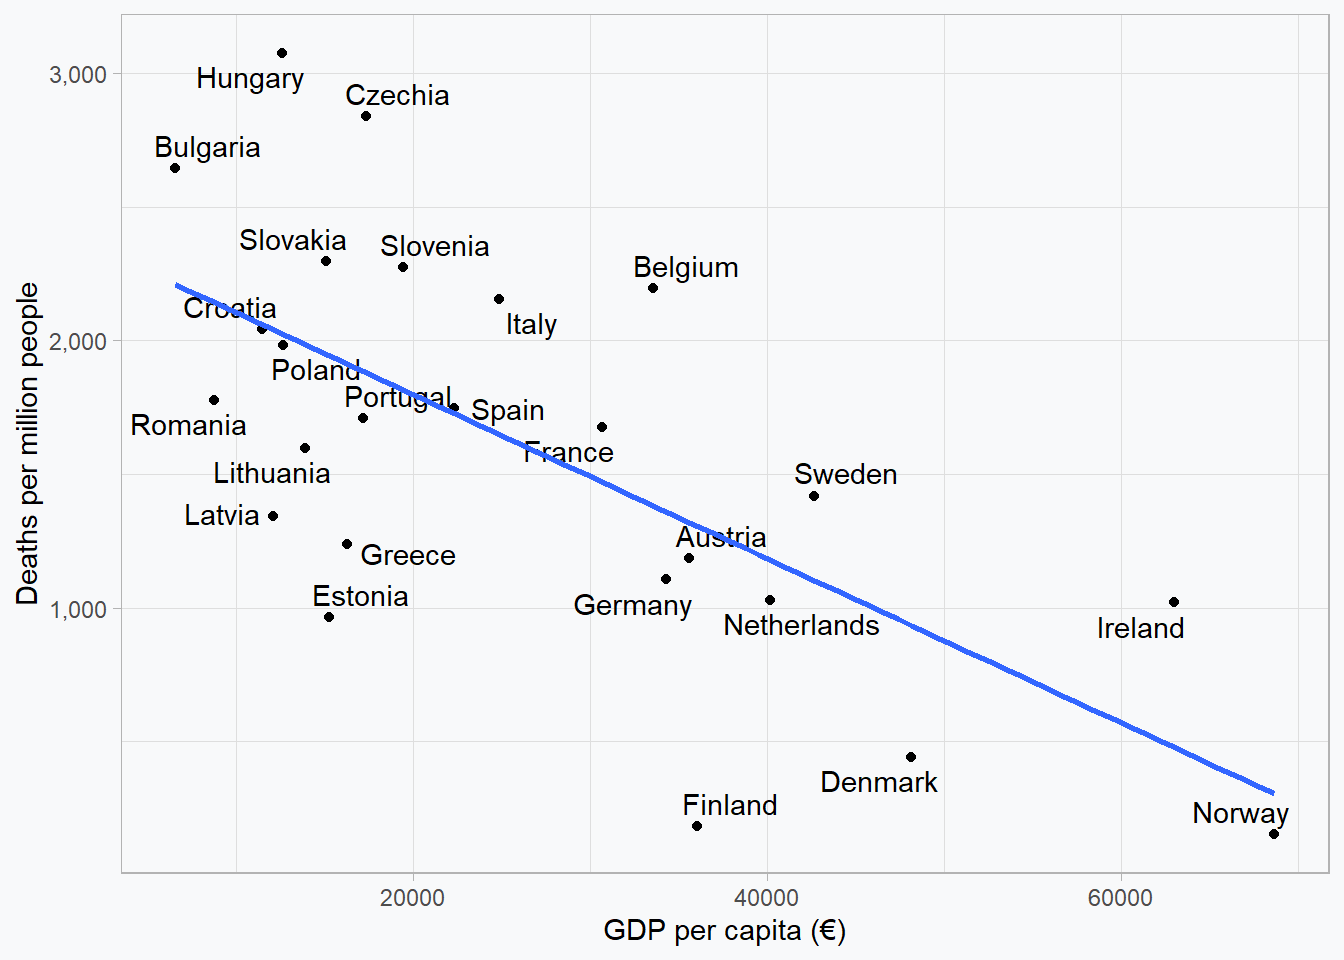 Hungary
3,000
Czechia
Bulgaria
Slovakia
Slovenia
Belgium
Croatia
Italy
2,000
Poland
Portugal
Spain
Romania
France
Lithuania
Sweden
Latvia
Austria
Greece
Estonia
Germany
1,000
Netherlands
Ireland
Denmark
Finland
Norway
Deaths per million people
20000
40000
60000
GDP per capita (€)